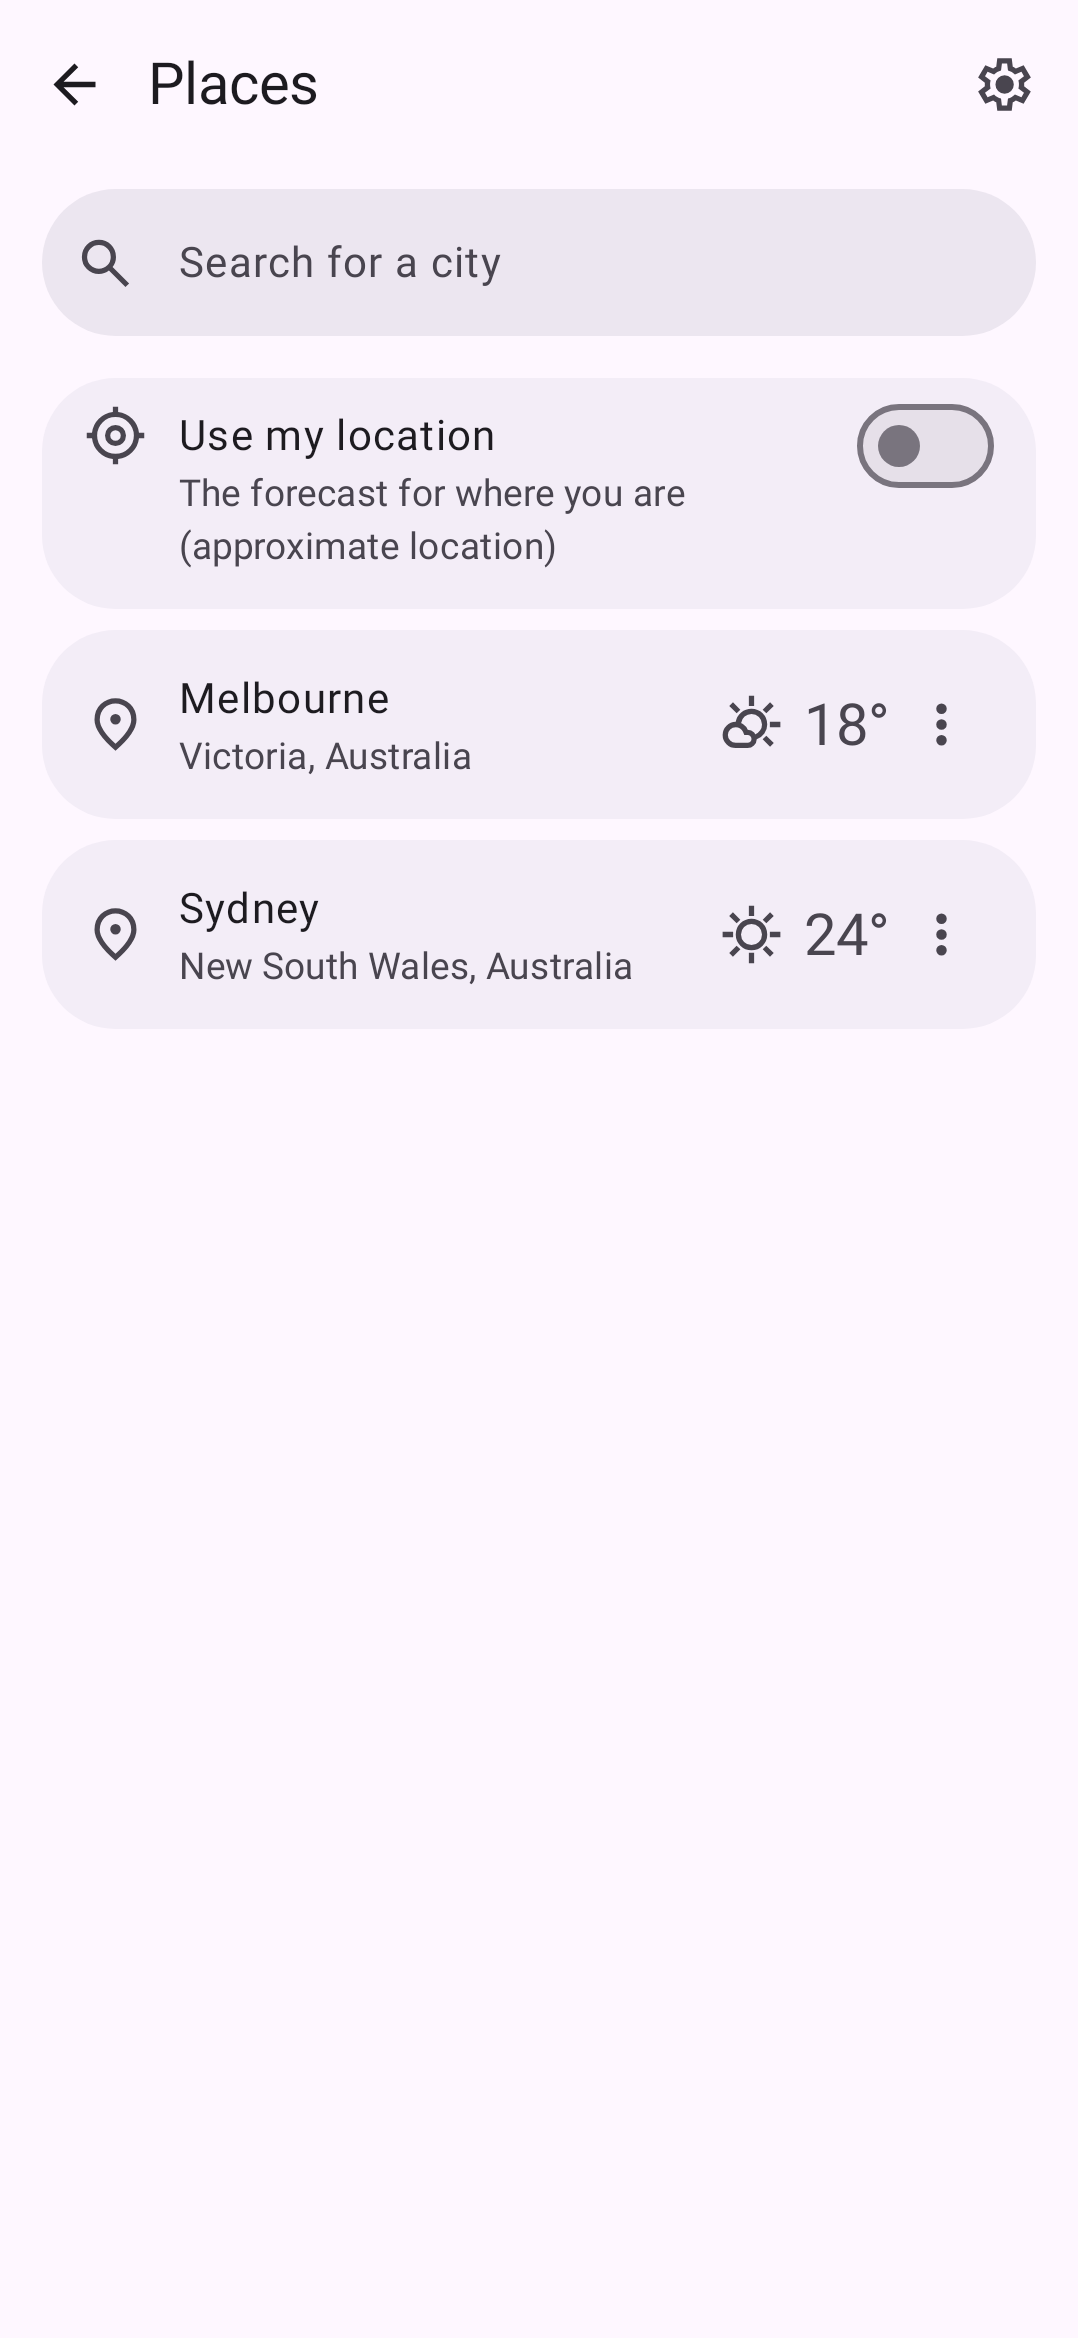 Places
Search for a city
Use my location
The forecast for where you are
(approximate location)
Melbourne
Victoria, Australia
18°
Sydney
New South Wales, Australia
24°